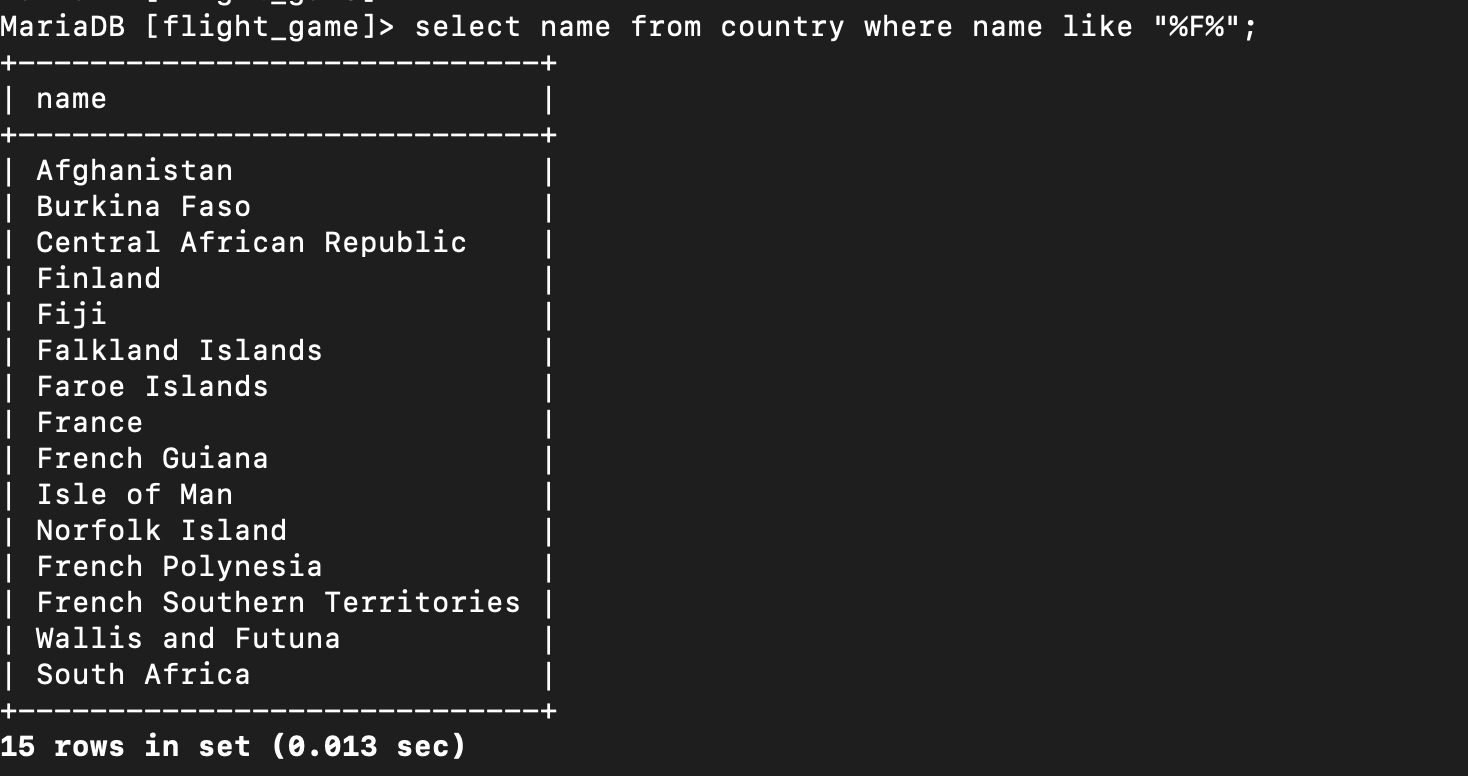 MariaDB [flight_game]> select name from country where name like "%F%";
+-----------------------------+
| name                        |
+-----------------------------+
| Afghanistan                 |
| Burkina Faso                |
| Central African Republic    |
| Finland                     |
| Fiji                        |
| Falkland Islands            |
| Faroe Islands               |
| France                      |
| French Guiana               |
| Isle of Man                 |
| Norfolk Island              |
| French Polynesia            |
| French Southern Territories |
| Wallis and Futuna           |
| South Africa                |
+-----------------------------+
15 rows in set (0.013 sec)